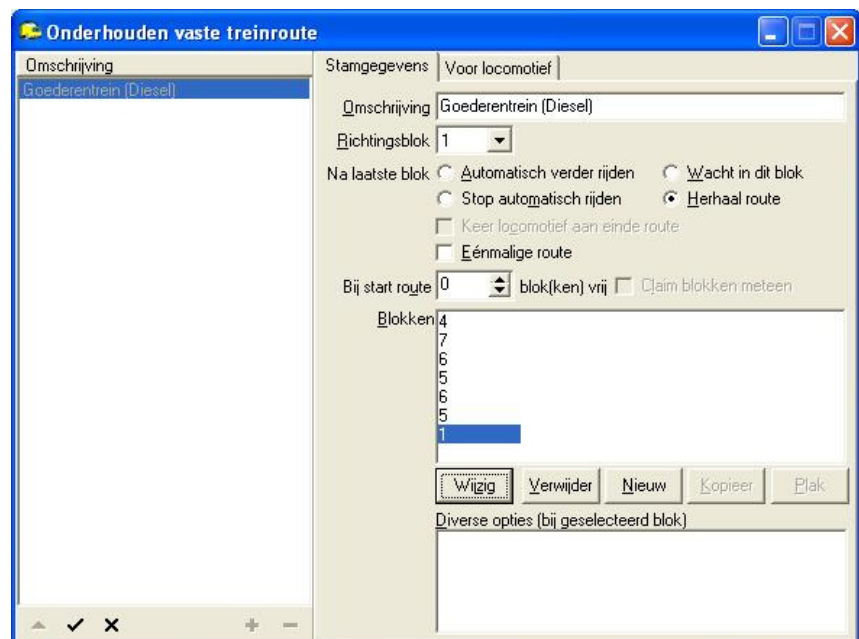 Onderhouden vaste treinroute
Omschrijving
Goederentrein (Diesel)
Stamgegevens Voor locomotief
Omschrijving Goederentrein (Diesel)
Richtingsblok 1
Na laatste blok Automatisch verder rijden Wacht in dit blok
Stop automatisch rijden Herhaal route
Keer locomotief aan einde route
Eénmalige route
Bij start route 0 blok(ken) vrij Claim blokken meteen
Blokken 4
7
6
5
6
5
1
Wijzig Verwijder Nieuw Kopieer Plak
Diverse opties (bij geselecteerd blok)